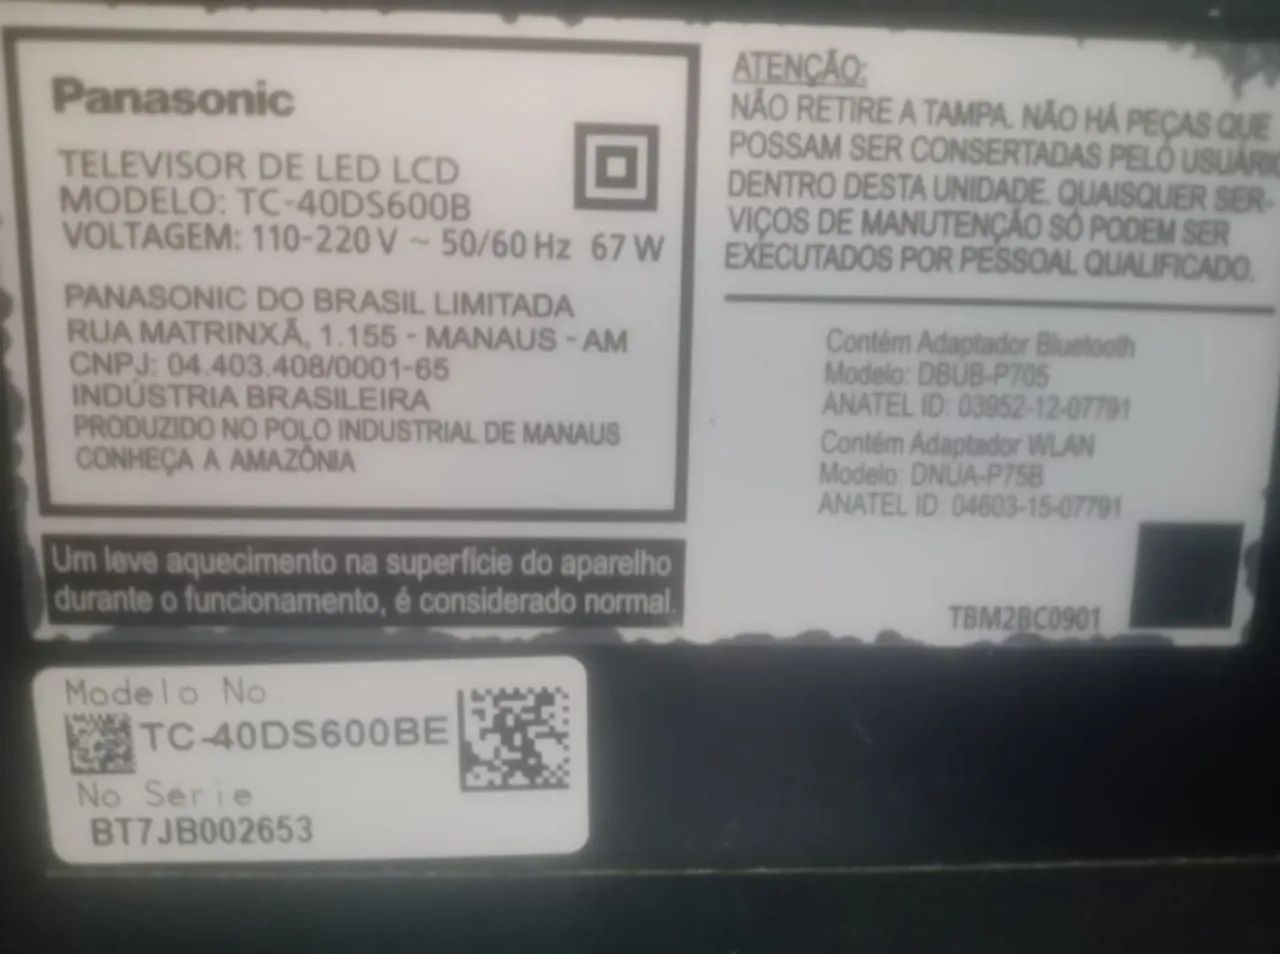 Panasonic
TELEVISOR DE LED LCD
MODELO: TC-40DS600B
VOLTAGEM: 110-220 V ~ 50/60 Hz 67 W
PANASONIC DO BRASIL LIMITADA
RUA MATRINXÃ, 1.155 - MANAUS - AM
CNPJ: 04.403.408/0001-65
INDÚSTRIA BRASILEIRA
PRODUZIDO NO POLO INDUSTRIAL DE MANAUS
CONHEÇA A AMAZÔNIA
Um leve aquecimento na superfície do aparelho
durante o funcionamento, é considerado normal.
ATENÇÃO:
NÃO RETIRE A TAMPA. NÃO HÁ PEÇAS QUE
POSSAM SER CONSERTADAS PELO USUÁRIO
DENTRO DESTA UNIDADE. QUAISQUER SER-
VIÇOS DE MANUTENÇÃO SÓ PODEM SER
EXECUTADOS POR PESSOAL QUALIFICADO.
Contém Adaptador Bluetooth
Modelo: DBUB-P705
ANATEL ID: 03952-12-07791
Contém Adaptador WLAN
Modelo: DNUA-P75B
ANATEL ID: 04603-15-07791
TBM2BC0901
Modelo No
TC-40DS600BE
No Serie
BT7JB002653